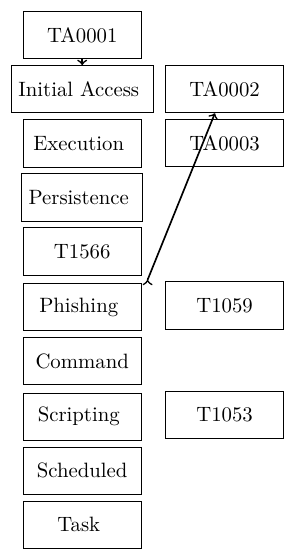 TA0001
Initial Access
TA0002
Execution
TA0003
Persistence
T1566
Phishing
T1059
Command
Scripting
T1053
Scheduled
Task